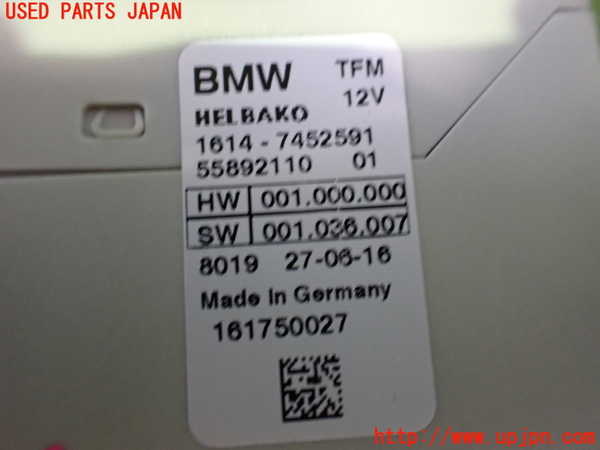 USED PARTS JAPAN
BMW TFM
12V
HELBAKO
1614 - 7452591
55892110 01
HW 001.000.000
SW 001.036.007
8019 27-06-16
Made In Germany
161750027
http://www.upjpn.com/